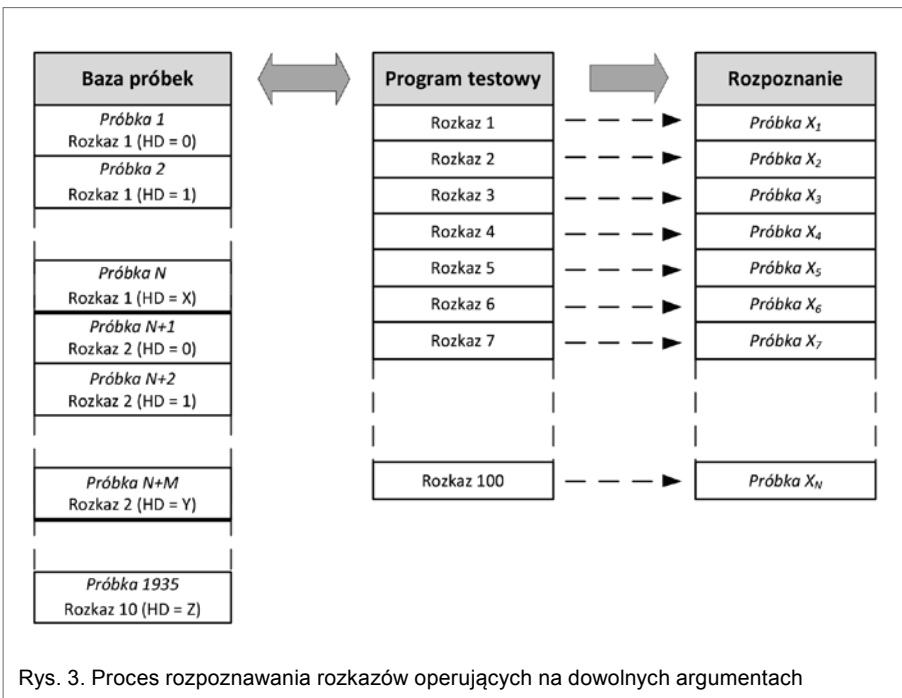 Baza próbek
Próbka 1
Rozkaz 1 (HD = 0)
Próbka 2
Rozkaz 1 (HD = 1)
Próbka N
Rozkaz 1 (HD = X)
Próbka N+1
Rozkaz 2 (HD = 0)
Próbka N+2
Rozkaz 2 (HD = 1)
Próbka N+M
Rozkaz 2 (HD = Y)
Próbka 1935
Rozkaz 10 (HD = Z)
Program testowy
Rozkaz 1
Rozkaz 2
Rozkaz 3
Rozkaz 4
Rozkaz 5
Rozkaz 6
Rozkaz 7
Rozkaz 100
Rozpoznanie
Próbka X₁
Próbka X₂
Próbka X₃
Próbka X₄
Próbka X₅
Próbka X₆
Próbka X₇
Próbka X_N
Rys. 3. Proces rozpoznawania rozkazów operujących na dowolnych argumentach